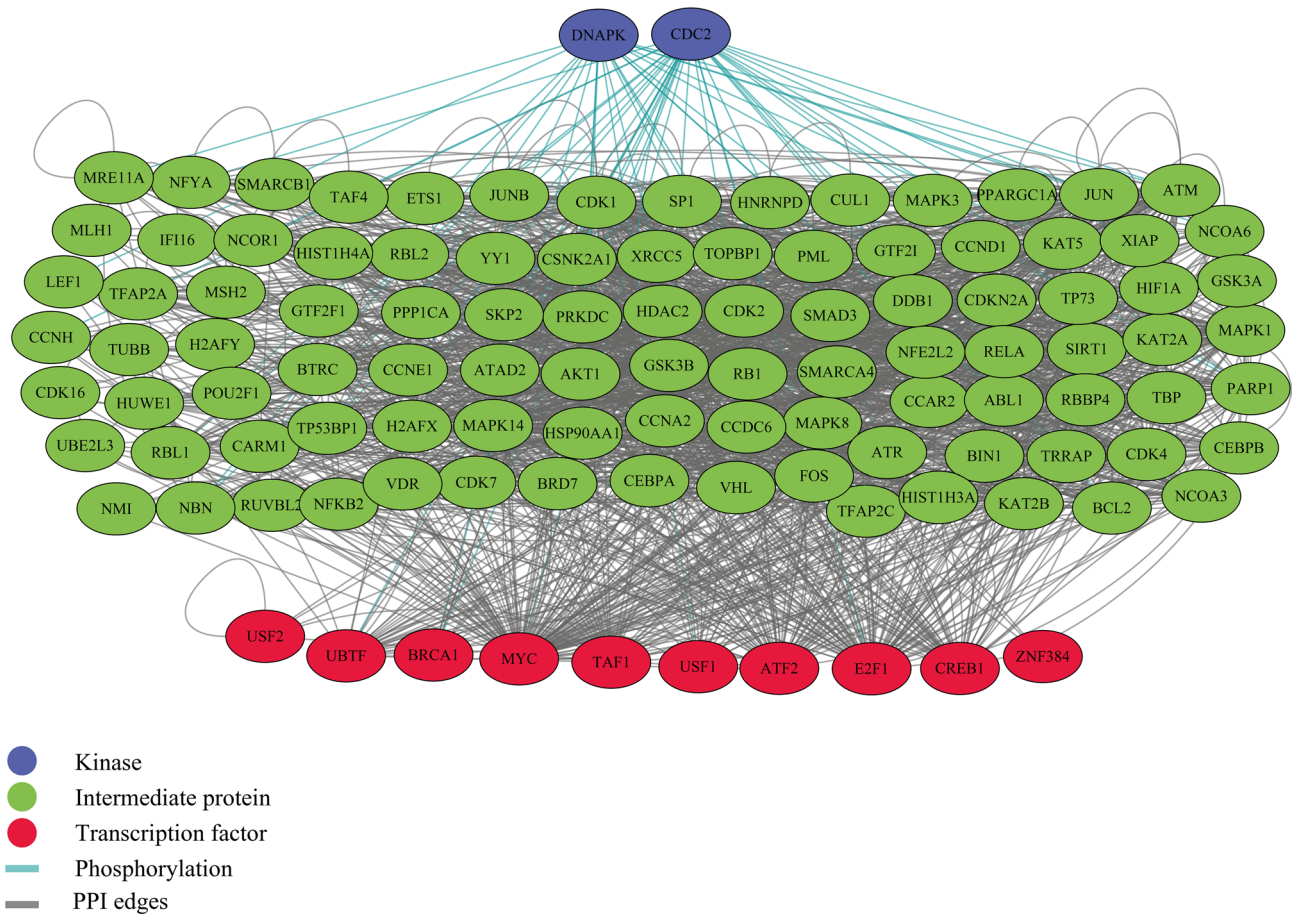 DNAPK CDC2
MRE11A NFYA SMARCB1 TAF4 ETS1 JUNB CDK1 SP1 HNRNPD CUL1 MAPK3 PPARGC1A JUN ATM
MLH1 IFI16 NCOR1 HIST1H4A RBL2 YY1 CSNK2A1 XRCC5 TOPBP1 PML GTF2I CCND1 KAT5 XIAP NCOA6
LEF1 TFAP2A MSH2 GTF2F1 PPP1CA SKP2 PRKDC HDAC2 CDK2 SMAD3 DDB1 CDKN2A TP73 HIF1A GSK3A
CCNH TUBB H2AFY BTRC CCNE1 ATAD2 AKT1 GSK3B RB1 SMARCA4 NFE2L2 RELA SIRT1 KAT2A MAPK1
CDK16 HUWE1 POU2F1 TP53BP1 H2AFX MAPK14 HSP90AA1 CCNA2 CCDC6 MAPK8 CCAR2 ABL1 RBBP4 TBP PARP1
UBE2L3 RBL1 CARM1 VDR CDK7 BRD7 CEBPA VHL FOS ATR BIN1 TRRAP CDK4 CEBPB
NMI NBN RUVBL2 NFKB2 TFAP2C HIST1H3A KAT2B BCL2 NCOA3
USF2 UBTF BRCA1 MYC TAF1 USF1 ATF2 E2F1 CREB1 ZNF384
Kinase
Intermediate protein
Transcription factor
Phosphorylation
PPI edges